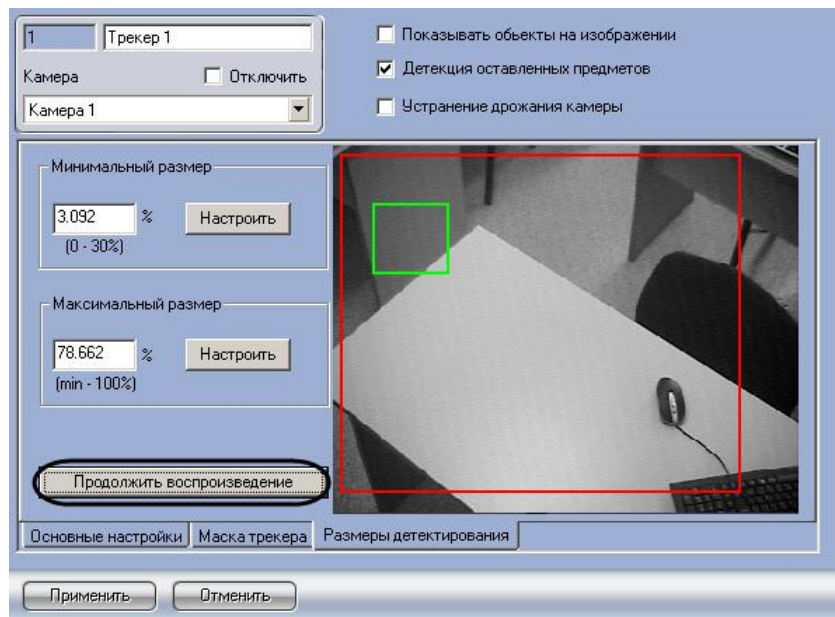 1
Трекер 1
Камера
Отключить
Камера 1
Показывать обьекты на изображении
Детекция оставленных предметов
Устранение дрожания камеры
Минимальный размер
3.092 % Настроить
(0 - 30%)
Максимальный размер
78.662 % Настроить
(min - 100%)
Продолжить воспроизведение
Основные настройки Маска трекера Размеры детектирования
Применить Отменить